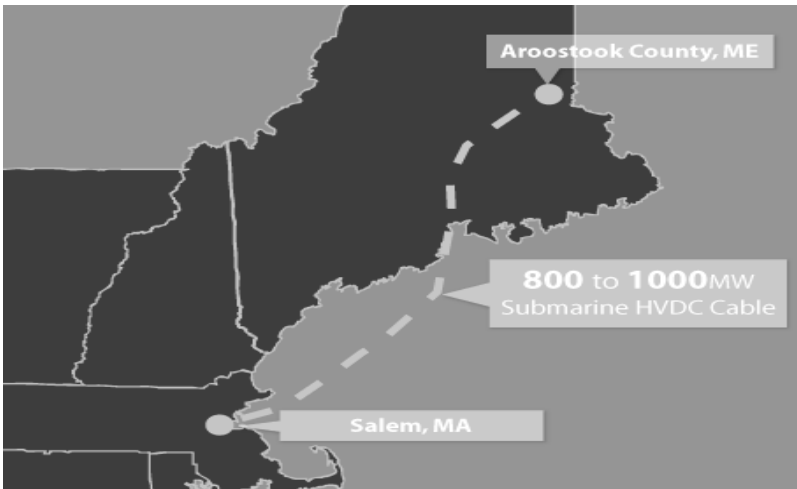 Aroostook County, ME
800 to 1000MW
Submarine HVDC Cable
Salem, MA